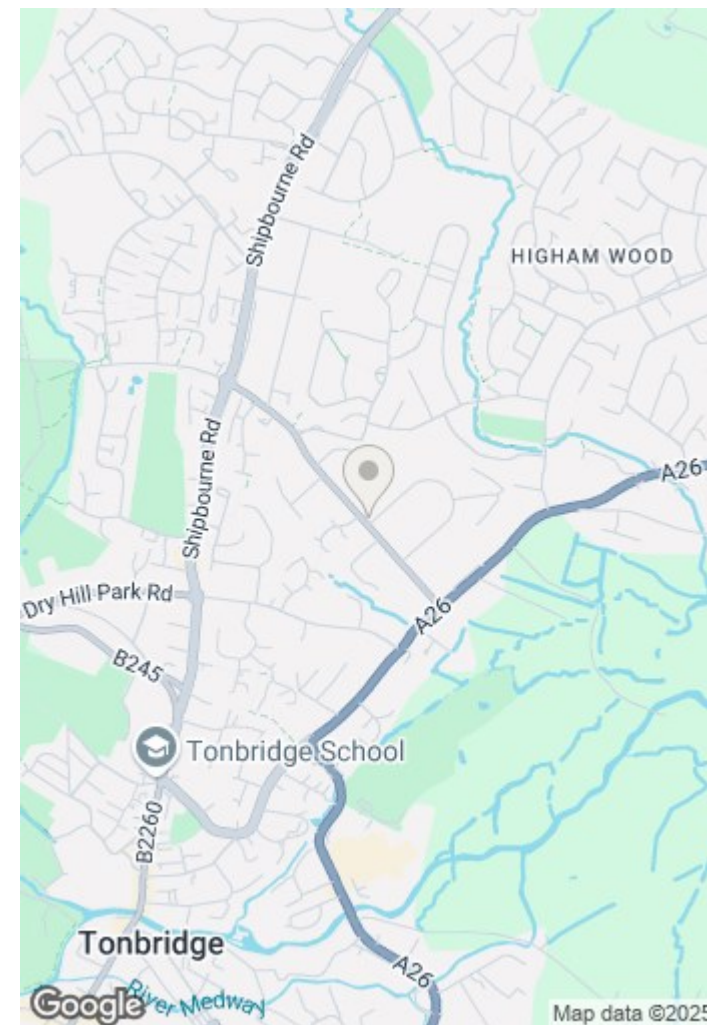 Shipbourne Rd
HIGHAM WOOD
Shipbourne Rd
A26
Dry Hill Park Rd
A26
B245
Tonbridge School
B2260
Tonbridge
A26
River Medway
Google
Map data ©2025